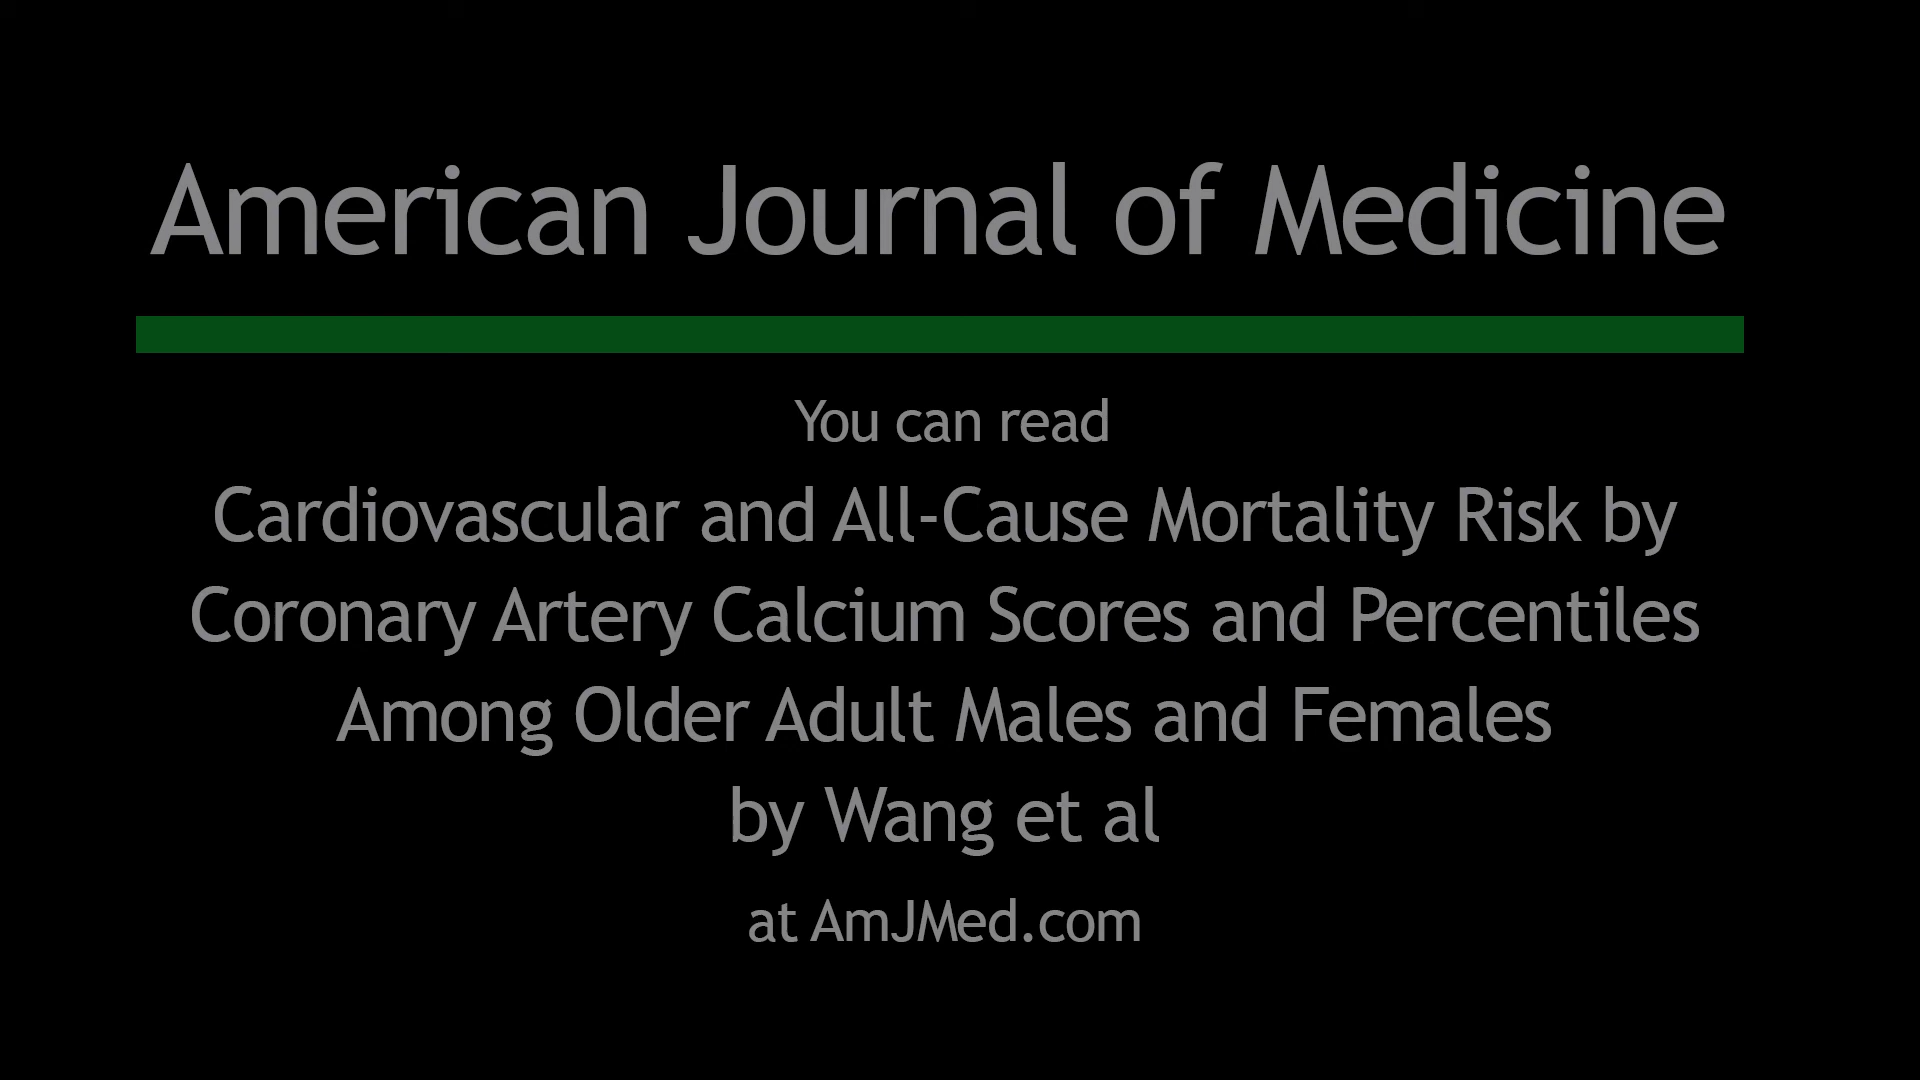 American Journal of Medicine
You can read
Cardiovascular and All-Cause Mortality Risk by
Coronary Artery Calcium Scores and Percentiles
Among Older Adult Males and Females
by Wang et al
at AmJMed.com